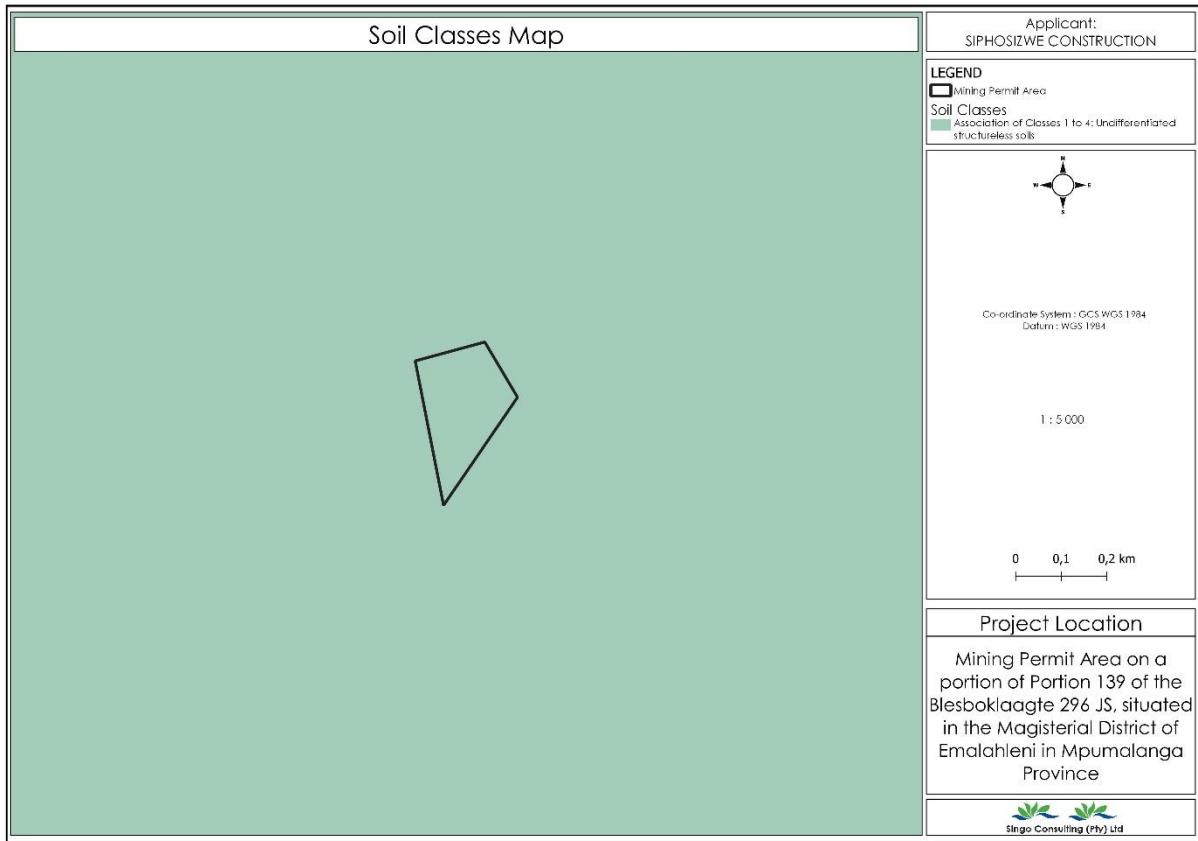 Soil Classes Map
Applicant:
SIPHOSIZWE CONSTRUCTION
LEGEND
Mining Permit Area
Soil Classes
Association of Classes 1 to 4: Undifferentiated
structureless soils
N
W E
S
Co-ordinate System : GCS WGS 1984
Datum : WGS 1984
1 : 5 000
0 0,1 0,2 km
Project Location
Mining Permit Area on a
portion of Portion 139 of the
Blesboklaagte 296 JS, situated
in the Magisterial District of
Emalahleni in Mpumalanga
Province
Singo Consulting (Pty) Ltd